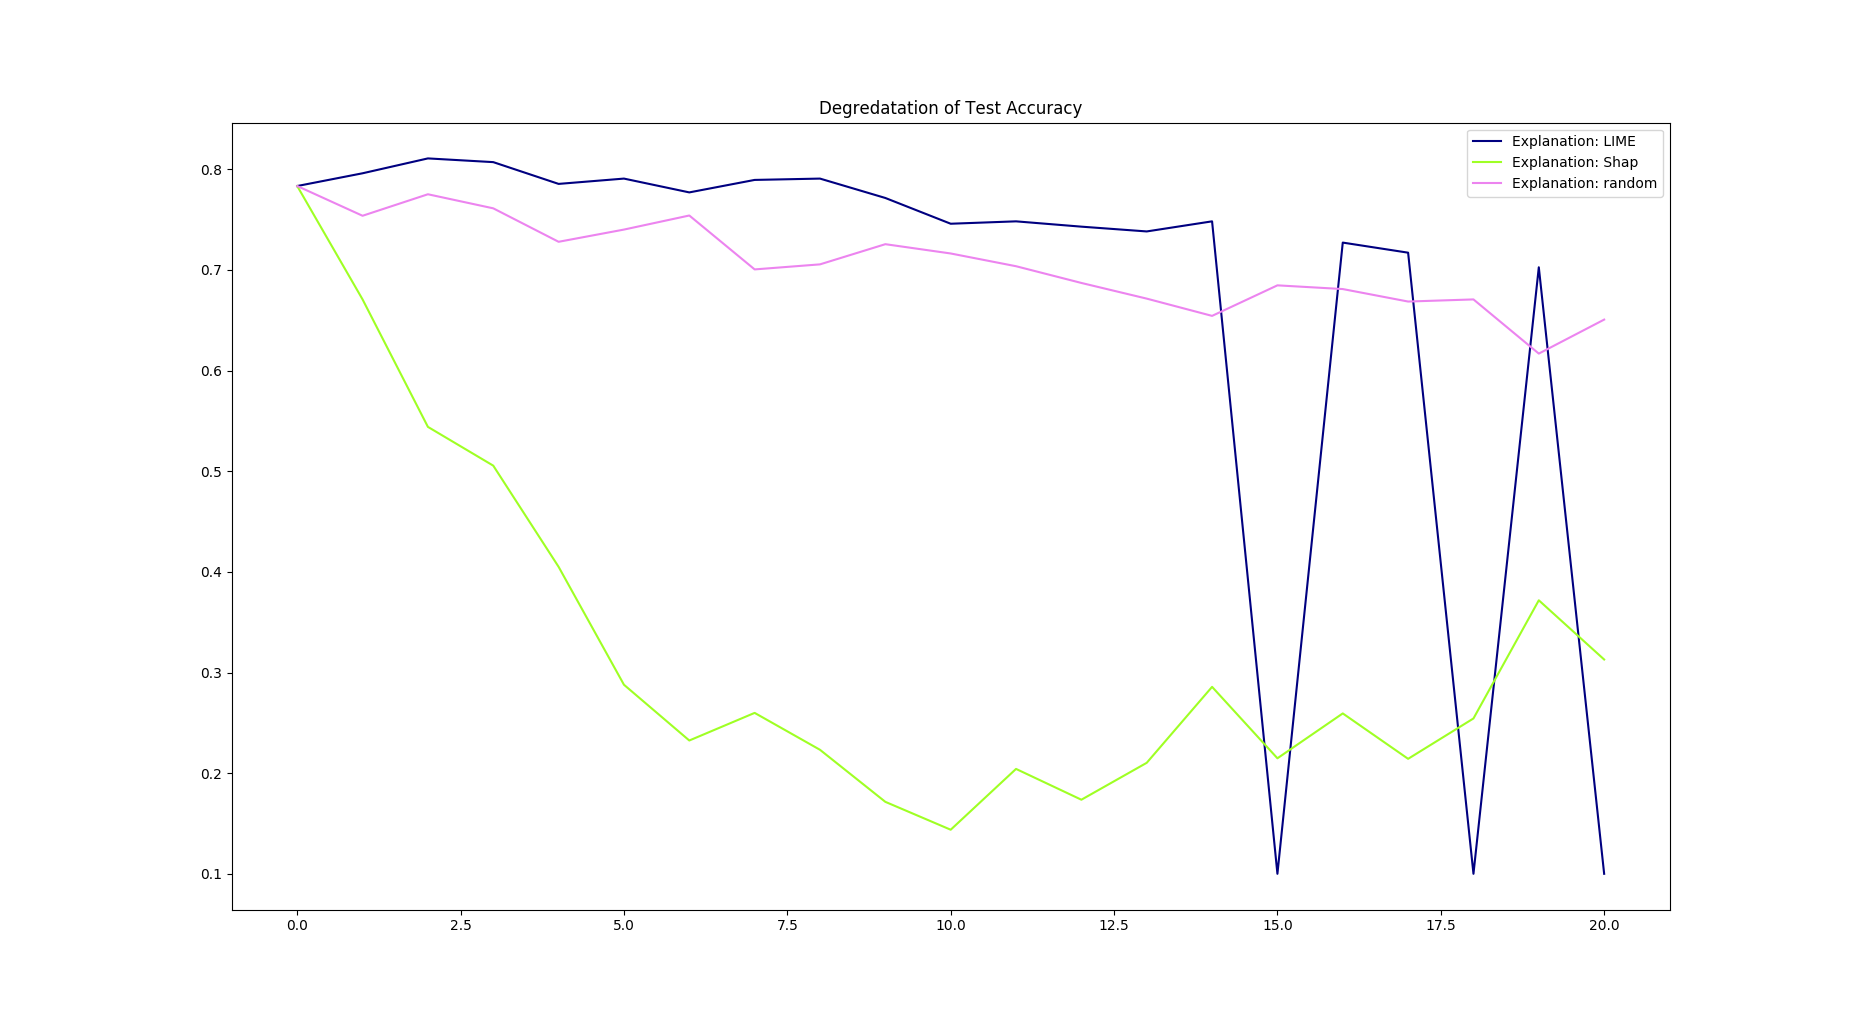 Degredatation of Test Accuracy
Explanation: LIME
Explanation: Shap
Explanation: random
0.8
0.7
0.6
0.5
0.4
0.3
0.2
0.1
0.0 2.5 5.0 7.5 10.0 12.5 15.0 17.5 20.0